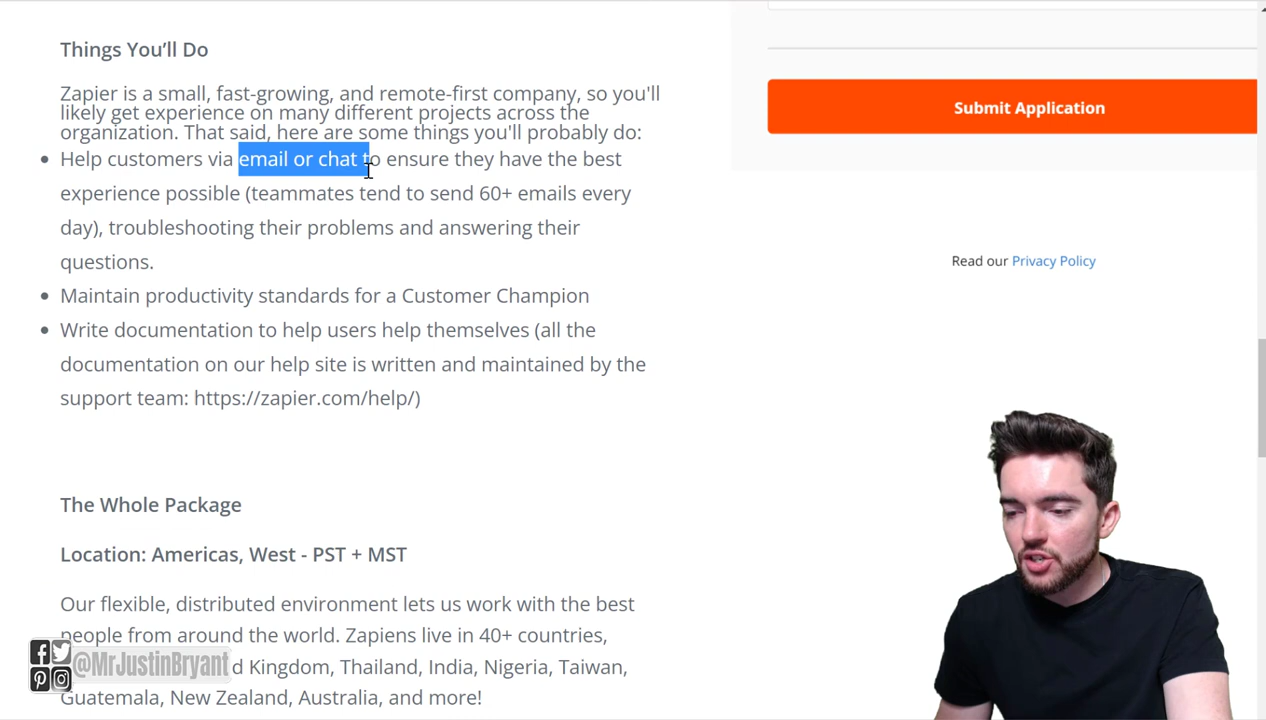 Things You'll Do
Zapier is a small, fast-growing, and remote-first company, so you'll
likely get experience on many different projects across the
organization. That said, here are some things you'll probably do:
Help customers via email or chat to ensure they have the best
experience possible (teammates tend to send 60+ emails every
day), troubleshooting their problems and answering their
questions.
Maintain productivity standards for a Customer Champion
Write documentation to help users help themselves (all the
documentation on our help site is written and maintained by the
support team: https://zapier.com/help/)
The Whole Package
Location: Americas, West - PST + MST
Our flexible, distributed environment lets us work with the best
people from around the world. Zapiens live in 40+ countries,
d Kingdom, Thailand, India, Nigeria, Taiwan,
Guatemala, New Zealand, Australia, and more!
@MrJustinBryant
Submit Application
Read our Privacy Policy